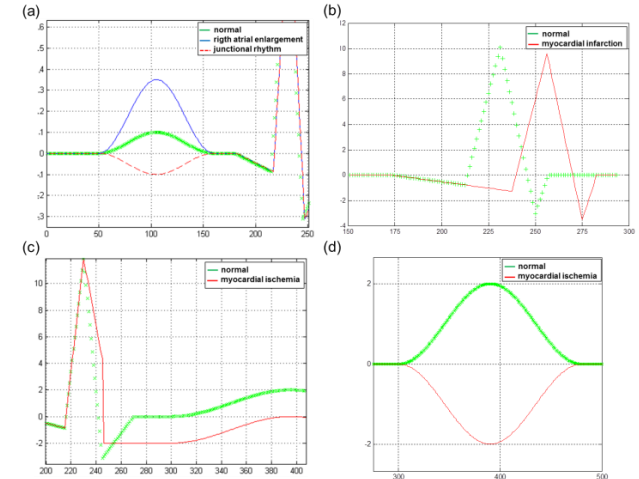 (a)
normal
rigth atrial enlargement
junctional rhythm
.6
.5
.4
.3
.2
.1
0
.1
.2
.3
0 50 100 150 200 250
(b)
normal
myocardial infarction
12
10
8
6
4
2
0
-2
-4
150 175 200 225 250 275 300
(c)
normal
myocardial ischemia
10
8
6
4
2
0
-2
200 220 240 260 280 300 320 340 360 380 400
(d)
normal
myocardial ischemia
2
0
-2
300 400 500